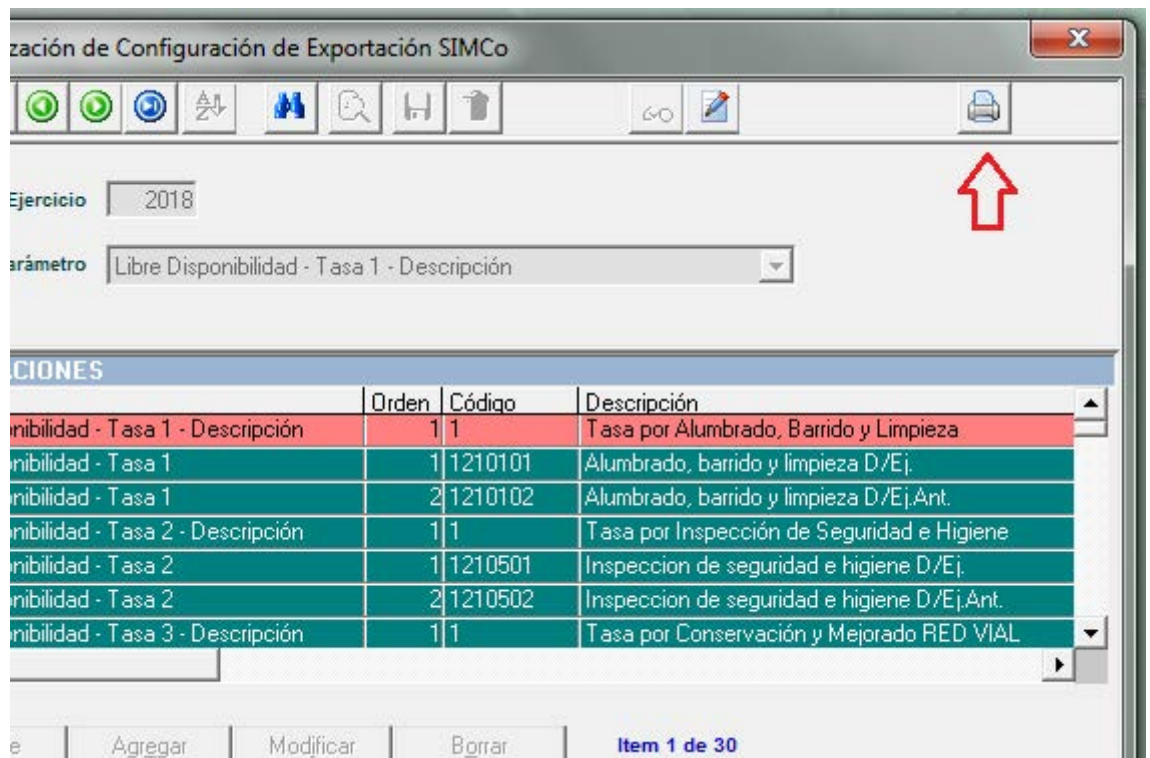 zación de Configuración de Exportación SIMCo
Ejercicio 2018
arámetro Libre Disponibilidad - Tasa 1 - Descripción
CIONES
Orden Código Descripción
nibilidad - Tasa 1 - Descripción 1 1 Tasa por Alumbrado, Barrido y Limpieza
nibilidad - Tasa 1 1 1210101 Alumbrado, barrido y limpieza D/Ej.
nibilidad - Tasa 1 2 1210102 Alumbrado, barrido y limpieza D/Ej.Ant.
nibilidad - Tasa 2 - Descripción 1 1 Tasa por Inspección de Seguridad e Higiene
nibilidad - Tasa 2 1 1210501 Inspeccion de seguridad e higiene D/Ej.
nibilidad - Tasa 2 2 1210502 Inspeccion de seguridad e higiene D/Ej.Ant.
nibilidad - Tasa 3 - Descripción 1 1 Tasa por Conservación y Mejorado RED VIAL
e Agregar Modificar Borrar Item 1 de 30